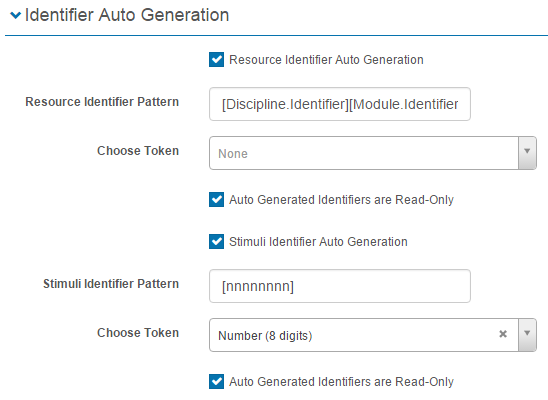 Identifier Auto Generation
Resource Identifier Auto Generation
Resource Identifier Pattern [Discipline.Identifier][Module.Identifier
Choose Token None
Auto Generated Identifiers are Read-Only
Stimuli Identifier Auto Generation
Stimuli Identifier Pattern [nnnnnnnn]
Choose Token Number (8 digits)
Auto Generated Identifiers are Read-Only